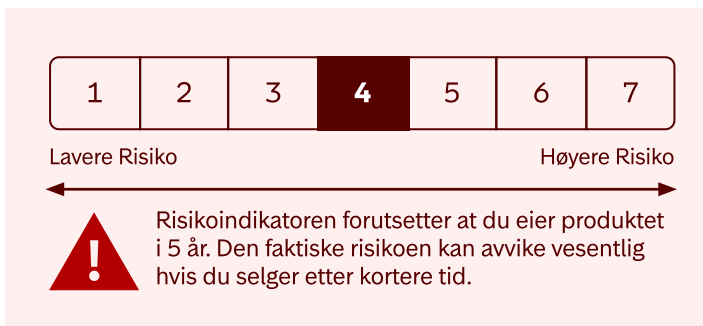 1 2 3 4 5 6 7
Lavere Risiko Høyere Risiko
Risikoindikatoren forutsetter at du eier produktet
i 5 år. Den faktiske risikoen kan avvike vesentlig
hvis du selger etter kortere tid.
!